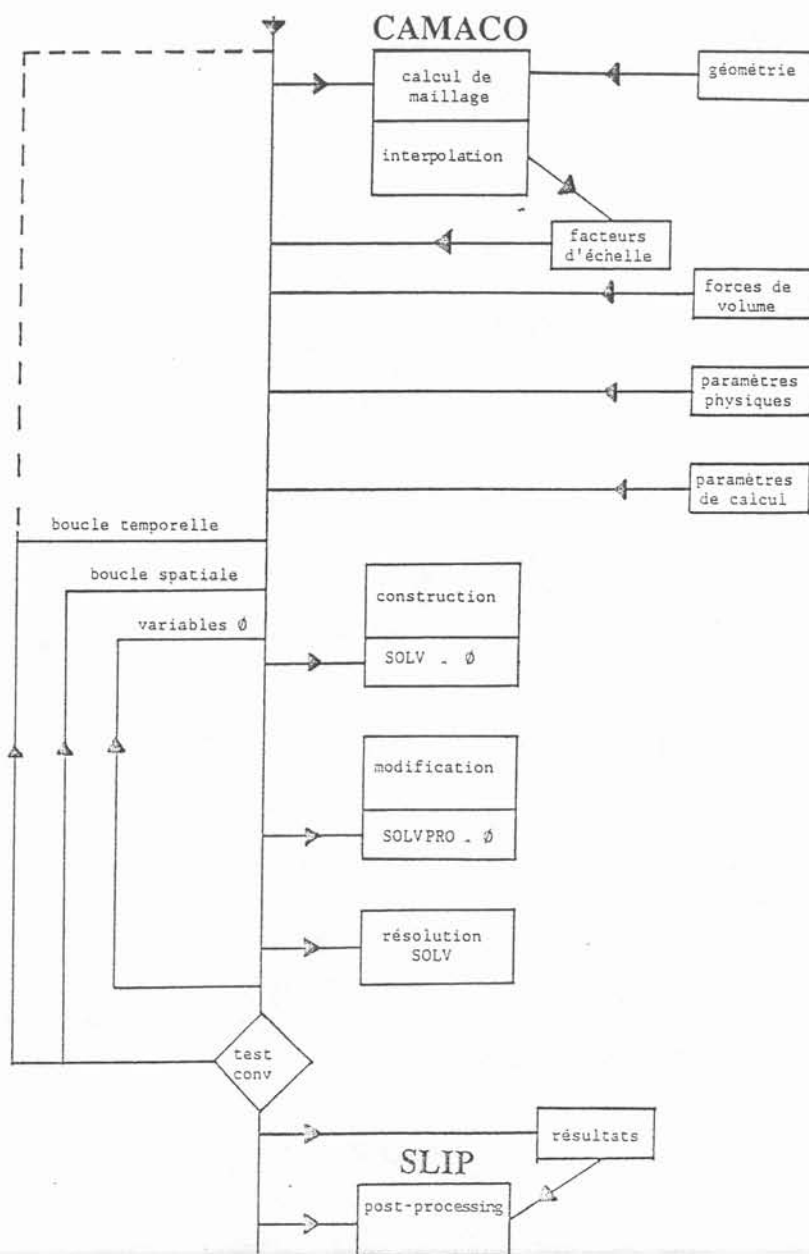 CAMACO
calcul de
maillage
géométrie
interpolation
facteurs
d'échelle
forces de
volume
paramètres
physiques
paramètres
de calcul
boucle temporelle
boucle spatiale
variables Ø
construction
SOLV - Ø
modification
SOLVPRO - Ø
résolution
SOLV
test
conv
résultats
SLIP
post-processing